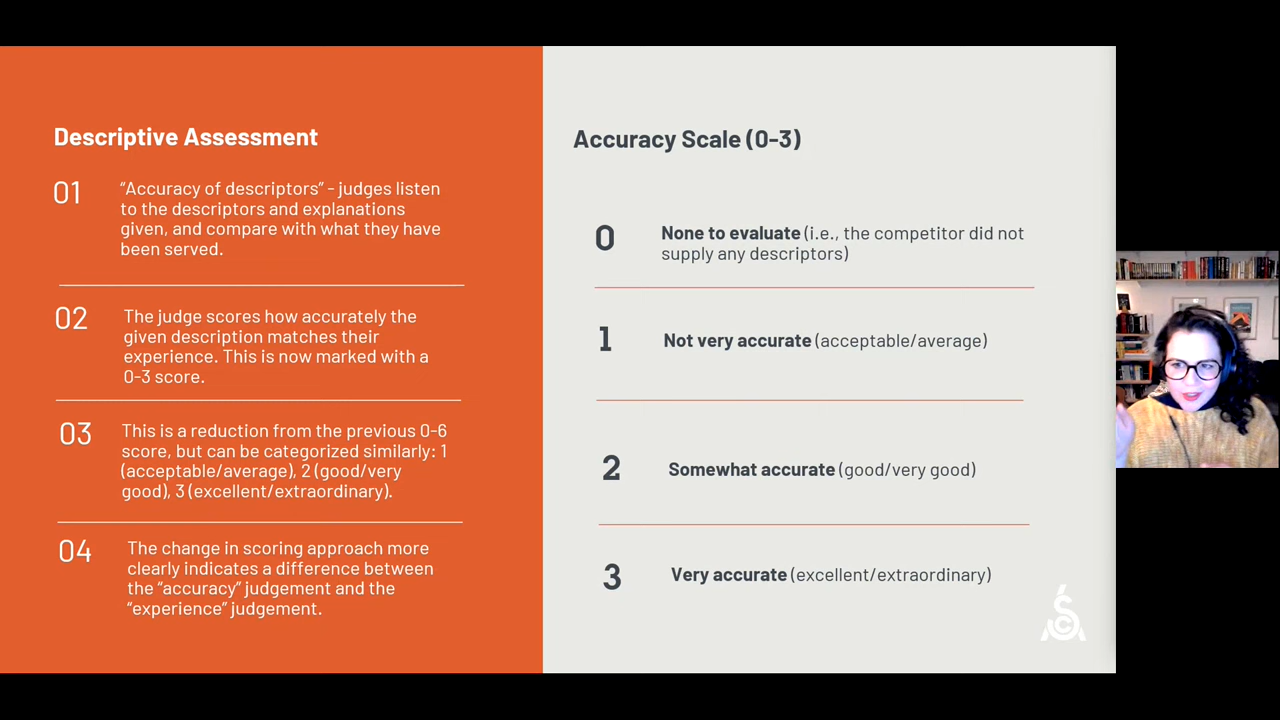 Descriptive Assessment
01
“Accuracy of descriptors” - judges listen
to the descriptors and explanations
given, and compare with what they have
been served.
02
The judge scores how accurately the
given description matches their
experience. This is now marked with a
0-3 score.
03
This is a reduction from the previous 0-6
score, but can be categorized similarly: 1
(acceptable/average), 2 (good/very
good), 3 (excellent/extraordinary).
04
The change in scoring approach more
clearly indicates a difference between
the “accuracy” judgement and the
“experience” judgement.
Accuracy Scale (0-3)
0
None to evaluate (i.e., the competitor did not
supply any descriptors)
1
Not very accurate (acceptable/average)
2
Somewhat accurate (good/very good)
3
Very accurate (excellent/extraordinary)
SCA